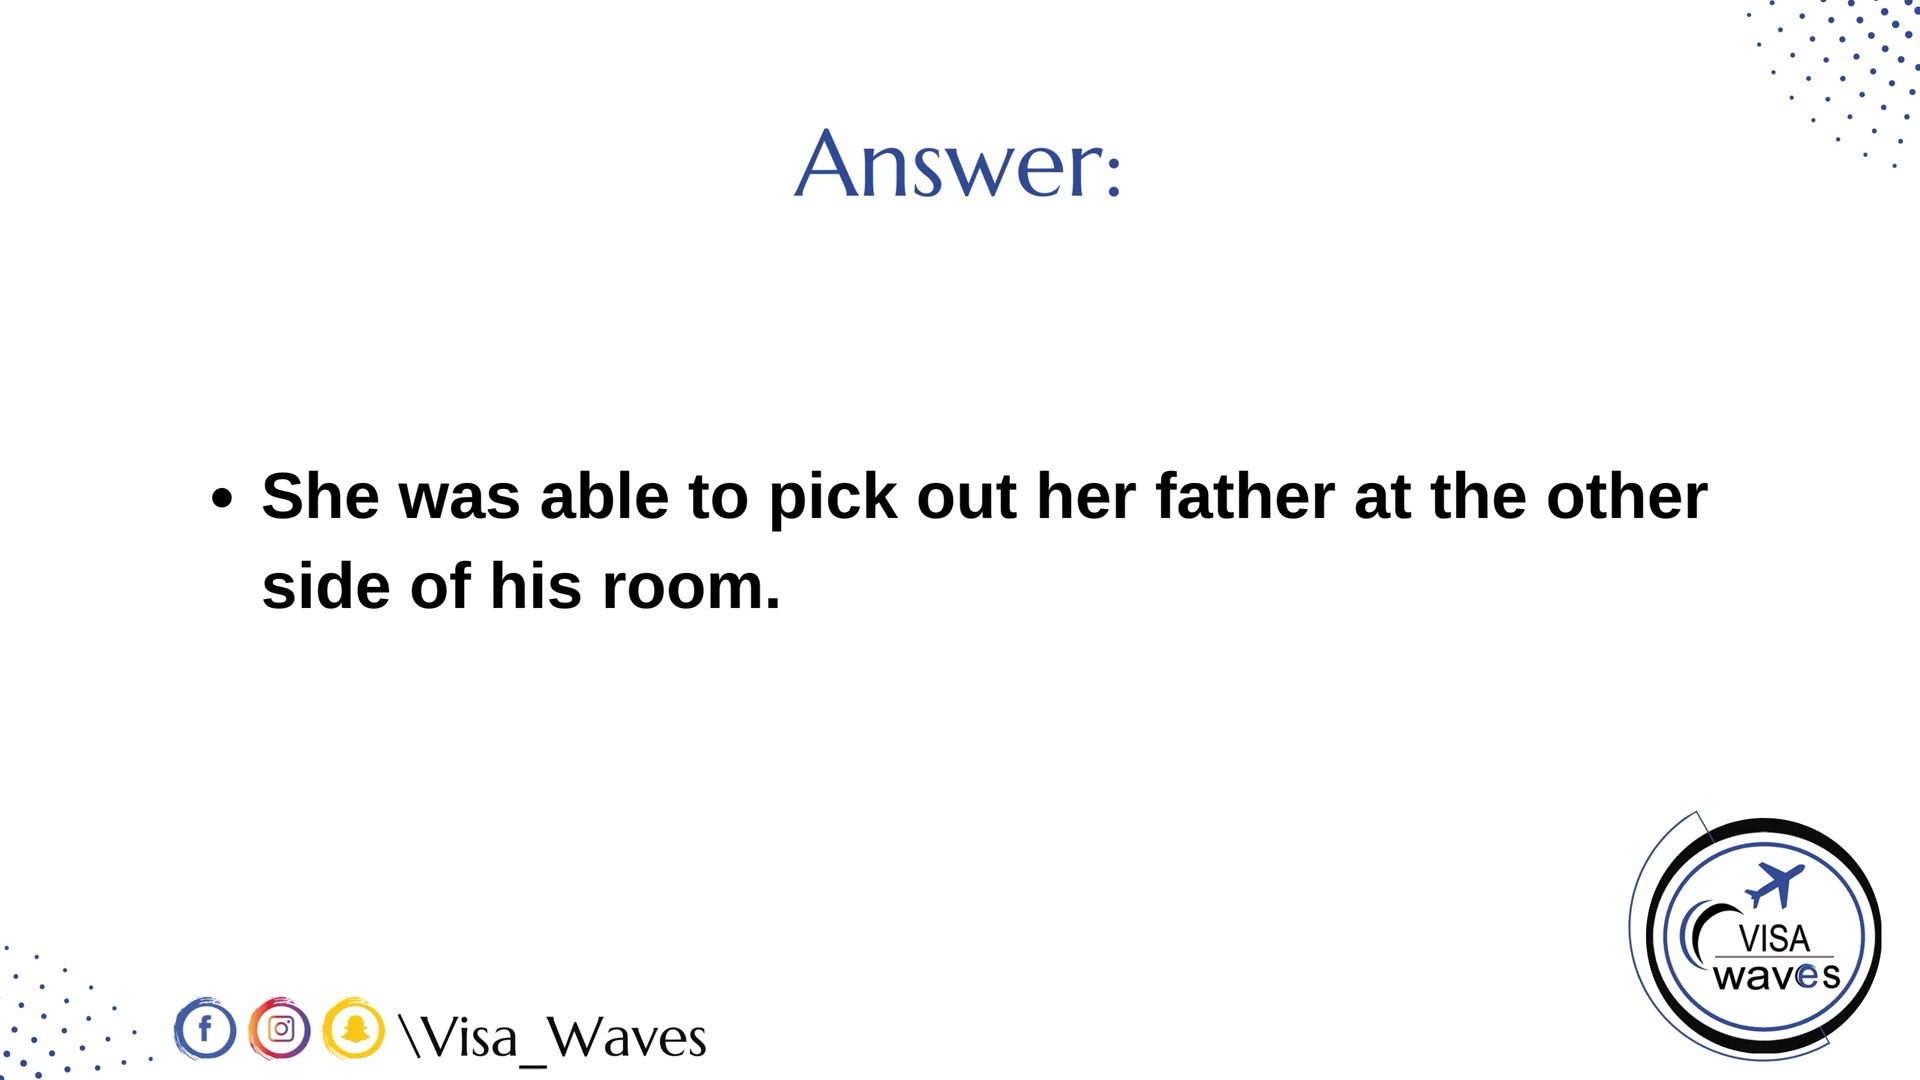 Answer:
• She was able to pick out her father at the other
side of his room.
VISA
waves
\Visa_Waves